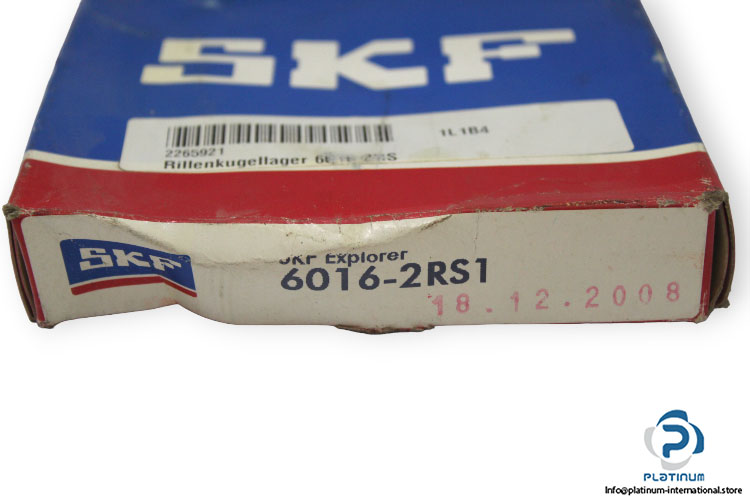 SKF
1L1B4
2265921
Rillenkugellager
SKF
SKF Explorer
6016-2RS1
18.12.2008
PLATINUM
Info@platinum-international.store